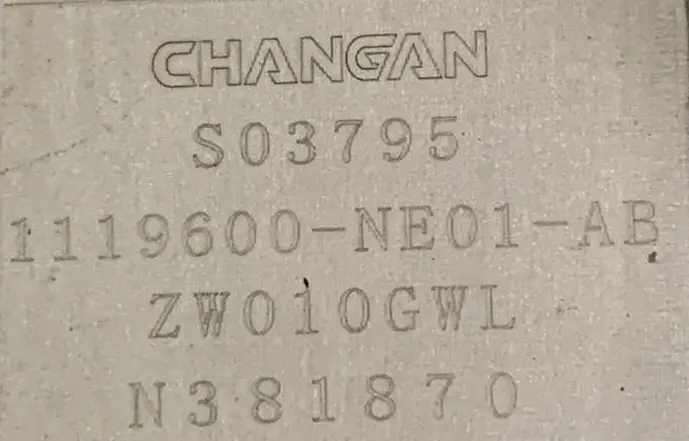 CHANGAN
S03795
1119600-NE01-AB
ZW010GWL
N381870